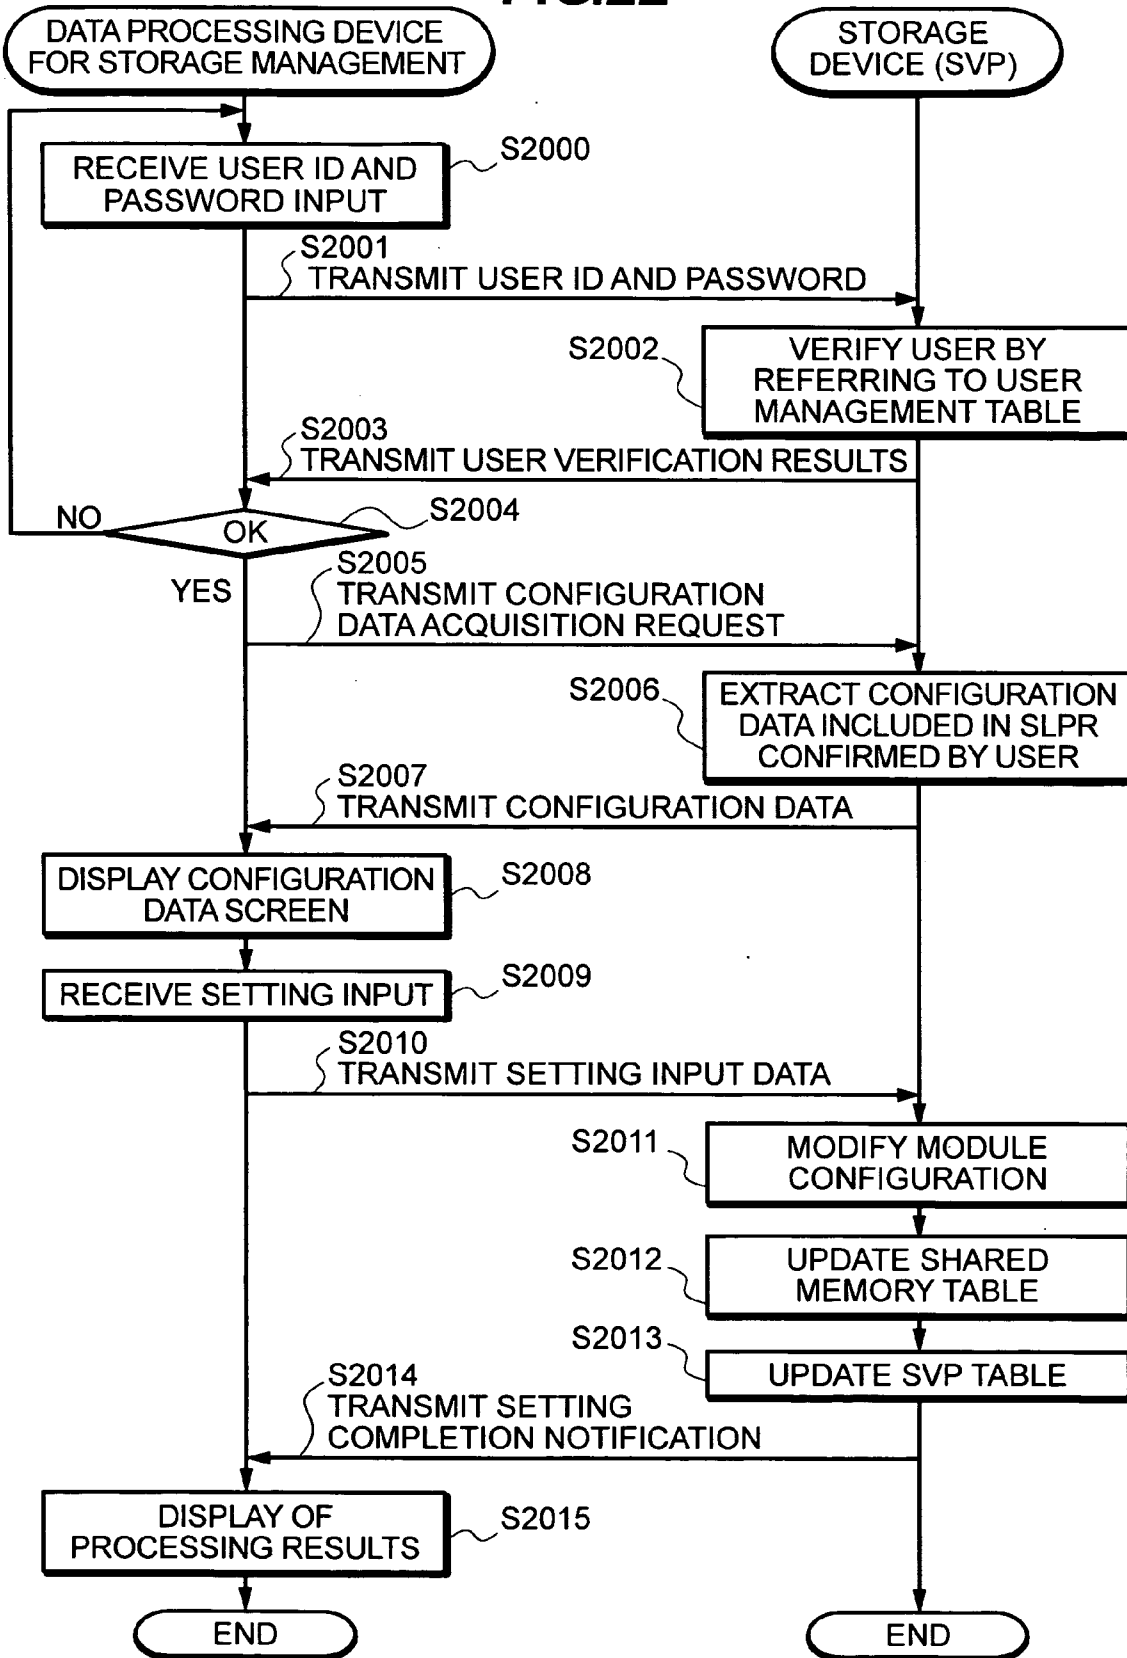 FIG.22
DATA PROCESSING DEVICE
FOR STORAGE MANAGEMENT
STORAGE
DEVICE (SVP)
S2000
RECEIVE USER ID AND
PASSWORD INPUT
S2001
TRANSMIT USER ID AND PASSWORD
S2002
VERIFY USER BY
REFERRING TO USER
MANAGEMENT TABLE
S2003
TRANSMIT USER VERIFICATION RESULTS
NO
OK
S2004
YES
S2005
TRANSMIT CONFIGURATION
DATA ACQUISITION REQUEST
S2006
EXTRACT CONFIGURATION
DATA INCLUDED IN SLPR
CONFIRMED BY USER
S2007
TRANSMIT CONFIGURATION DATA
DISPLAY CONFIGURATION
DATA SCREEN
S2008
RECEIVE SETTING INPUT
S2009
S2010
TRANSMIT SETTING INPUT DATA
S2011
MODIFY MODULE
CONFIGURATION
S2012
UPDATE SHARED
MEMORY TABLE
S2013
UPDATE SVP TABLE
S2014
TRANSMIT SETTING
COMPLETION NOTIFICATION
DISPLAY OF
PROCESSING RESULTS
S2015
END
END